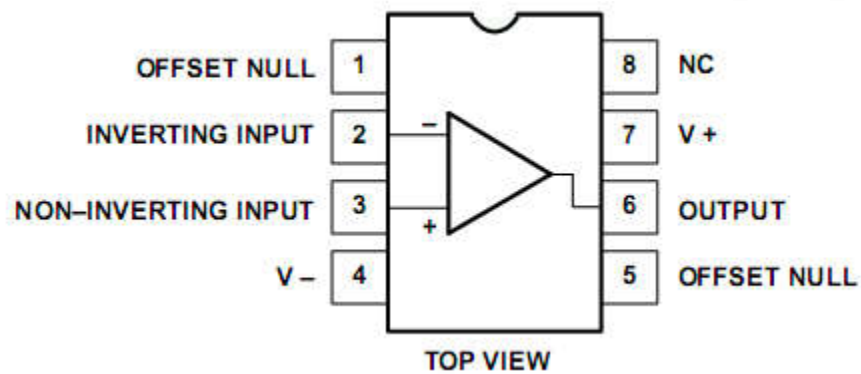 OFFSET NULL 1
INVERTING INPUT 2
NON–INVERTING INPUT 3
V – 4
8 NC
7 V +
6 OUTPUT
5 OFFSET NULL
–
+
TOP VIEW